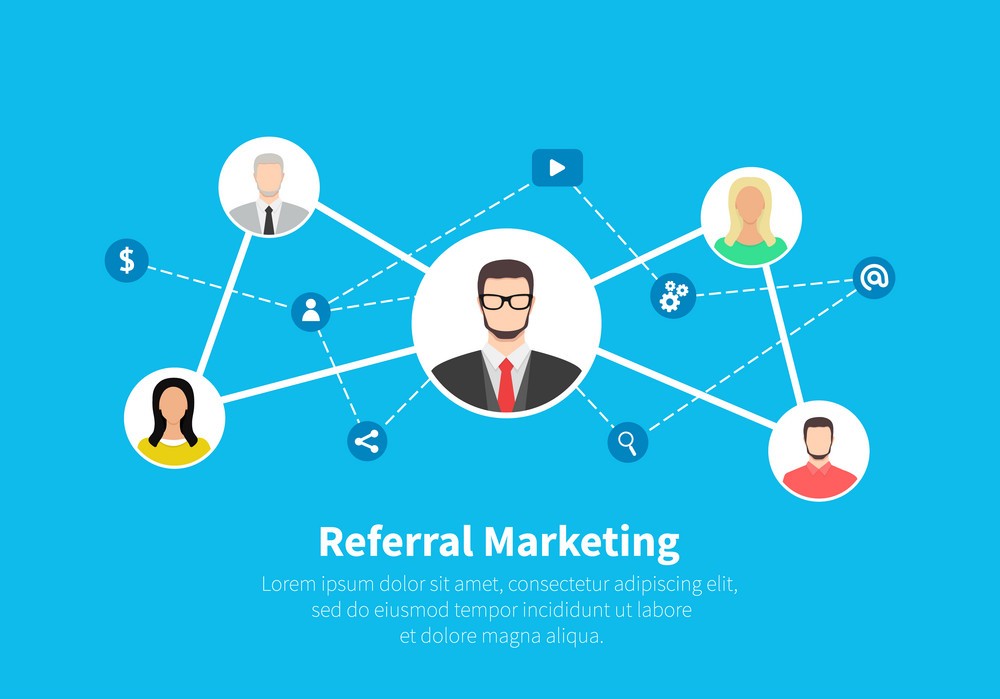 $
@
Referral Marketing
Lorem ipsum dolor sit amet, consectetur adipiscing elit,
sed do eiusmod tempor incididunt ut labore
et dolore magna aliqua.